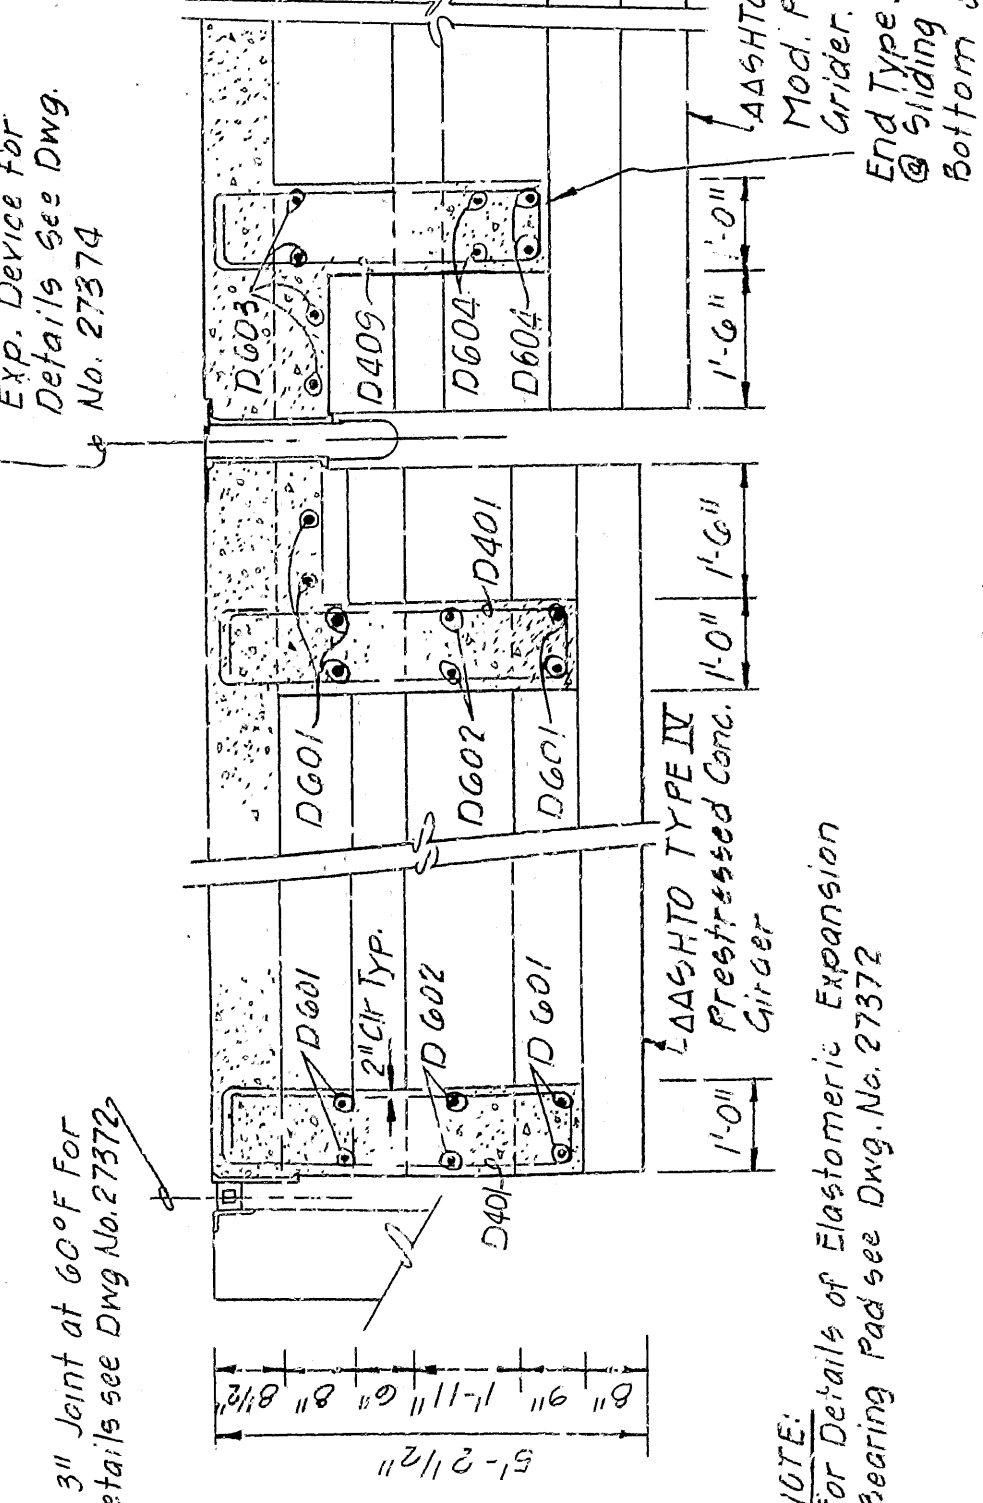 3" Joint at 60°F For
etails see Dwg No. 27372
Exp. Device for
Details see Dwg.
No. 27374
D601
2" Clr Typ.
D602
D601
D401
D601
D602
D601
D401
D603
D409
D604
D604
8 1/2"
8"
6"
1'-11"
9"
8"
5'-2 1/2"
1'-0"
1'-0"
1'-6"
1'-6"
1'-0"
AASHTO TYPE IV
Prestressed Conc.
Girder
AASHTO
Mod.
Grider.
End Type
@ Sliding
Bottom
NOTE:
For Details of Elastomeric Expansion
Bearing Pad see Dwg. No. 27372